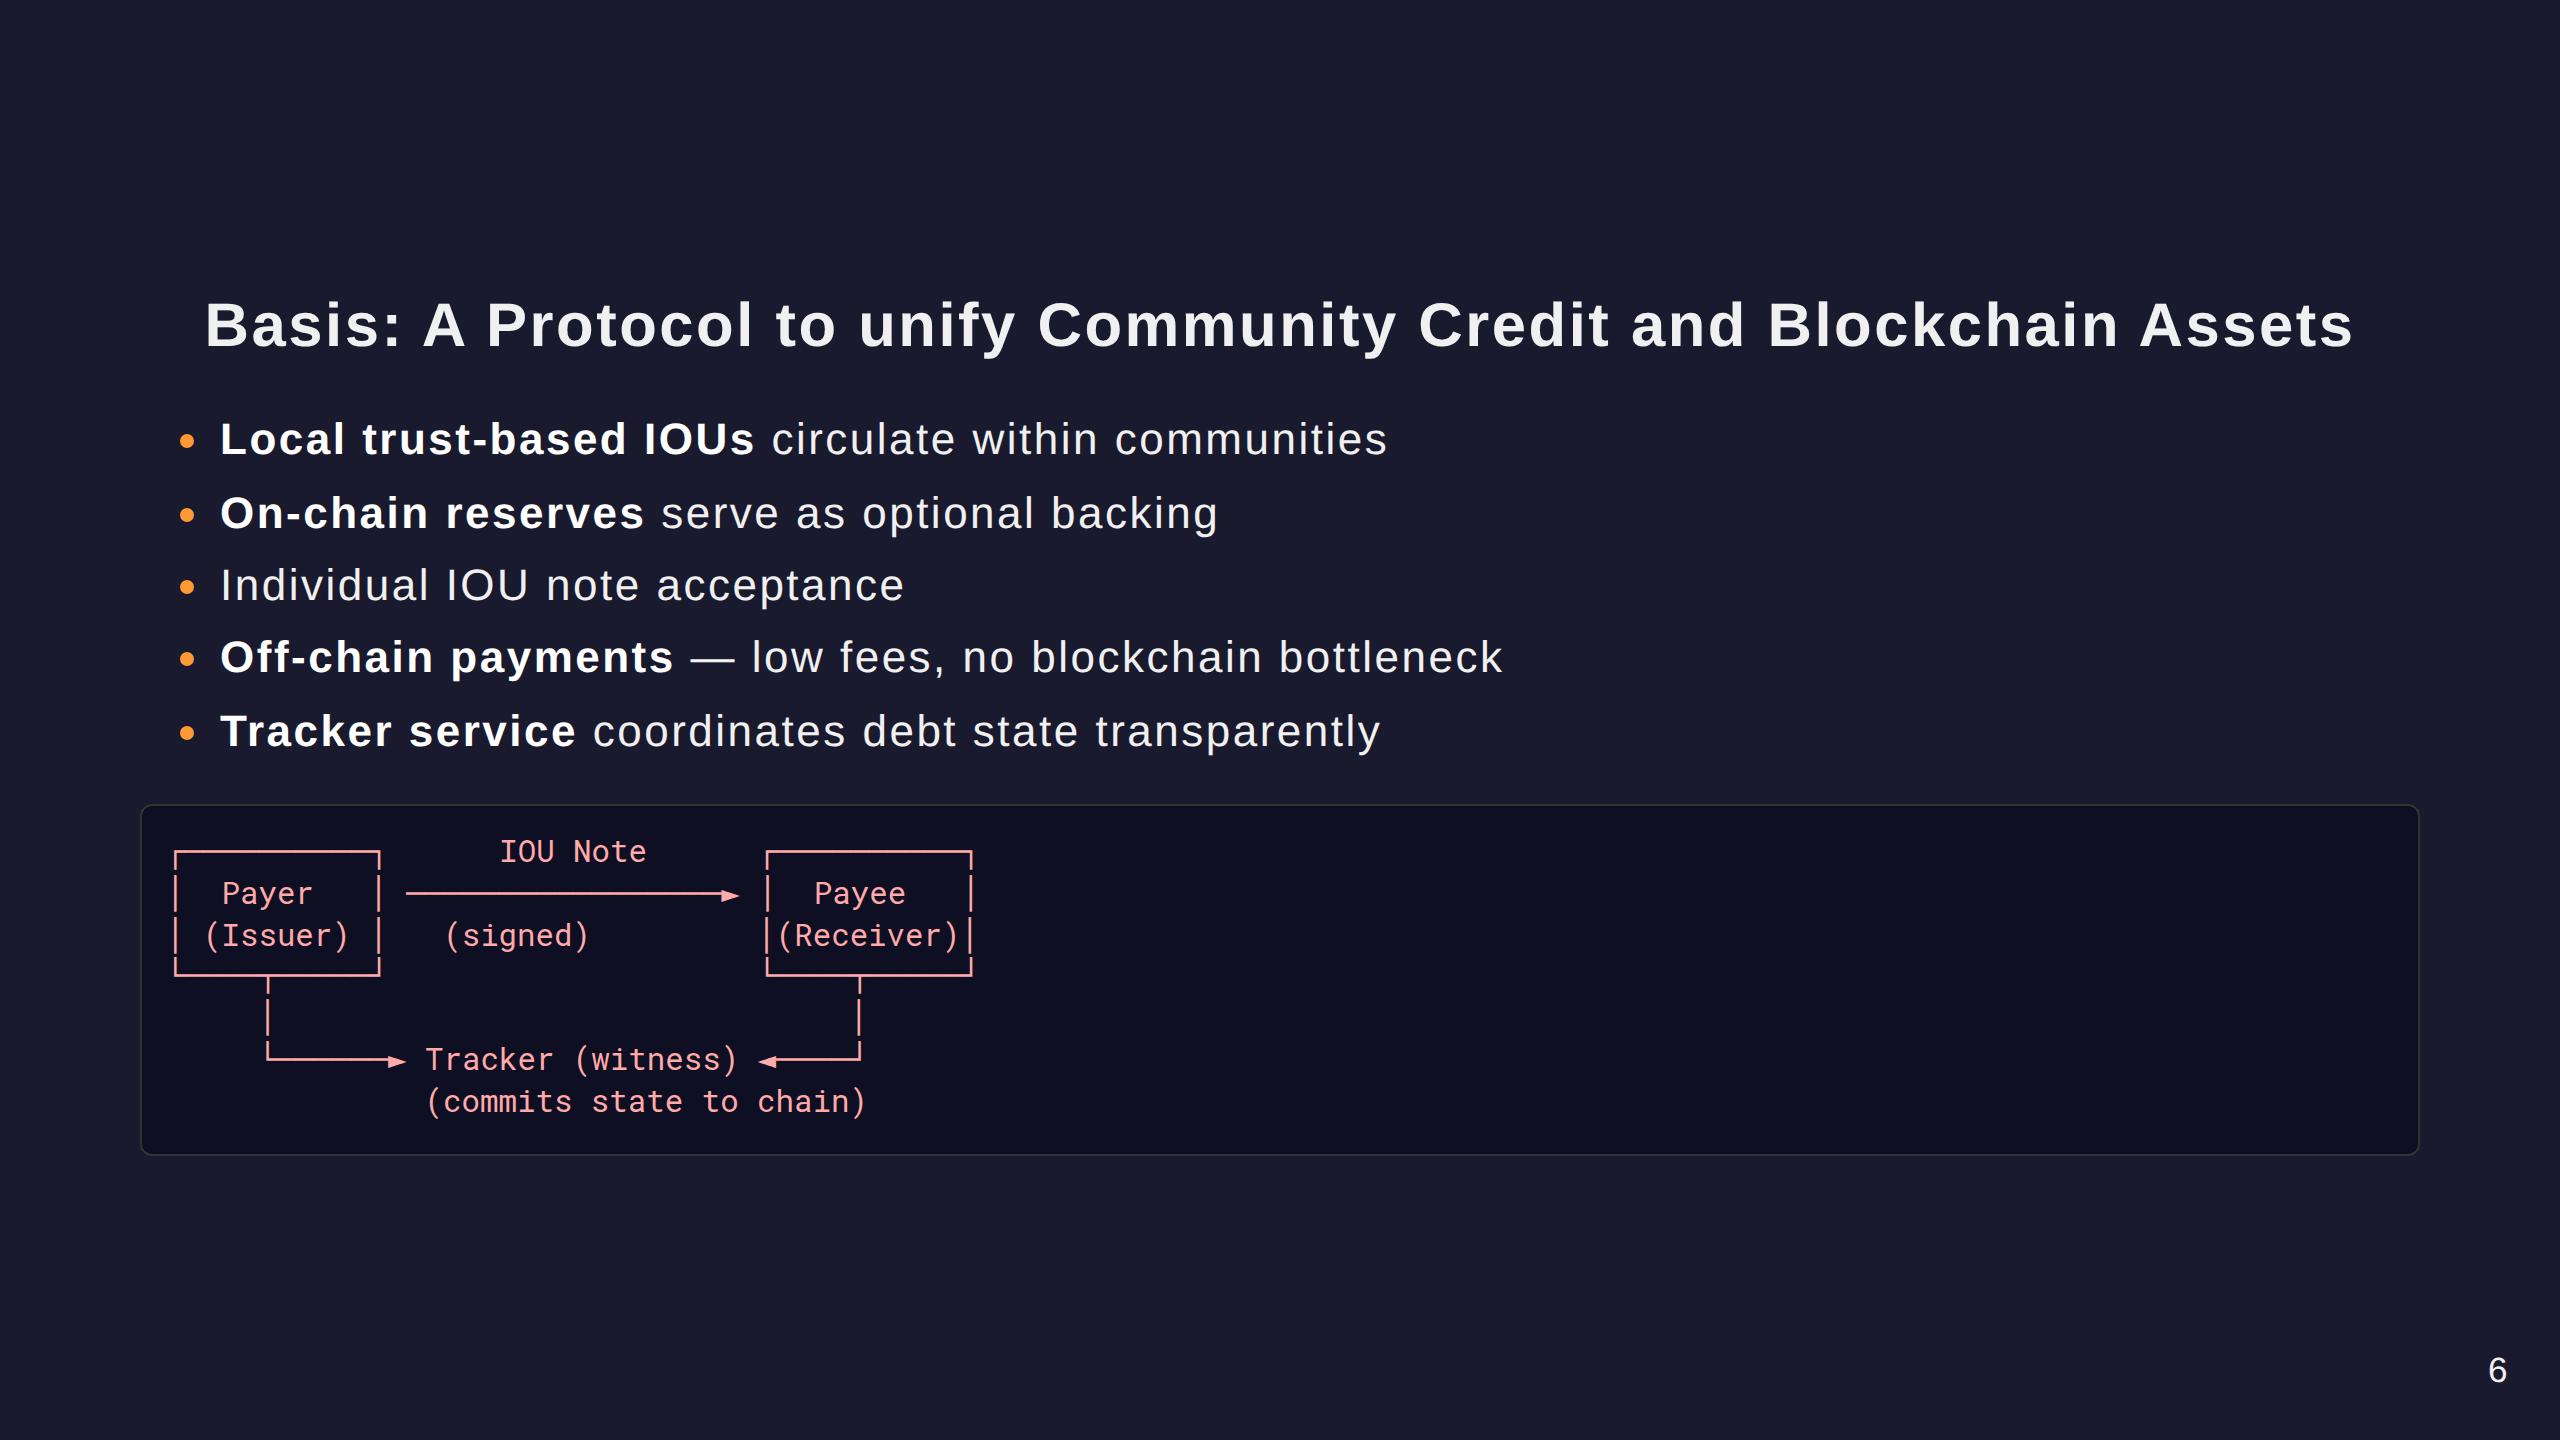 Basis: A Protocol to unify Community Credit and Blockchain Assets
Local trust-based IOUs circulate within communities
On-chain reserves serve as optional backing
Individual IOU note acceptance
Off-chain payments — low fees, no blockchain bottleneck
Tracker service coordinates debt state transparently
IOU Note
Payer Payee
(Issuer) (signed) (Receiver)
Tracker (witness)
(commits state to chain)
6